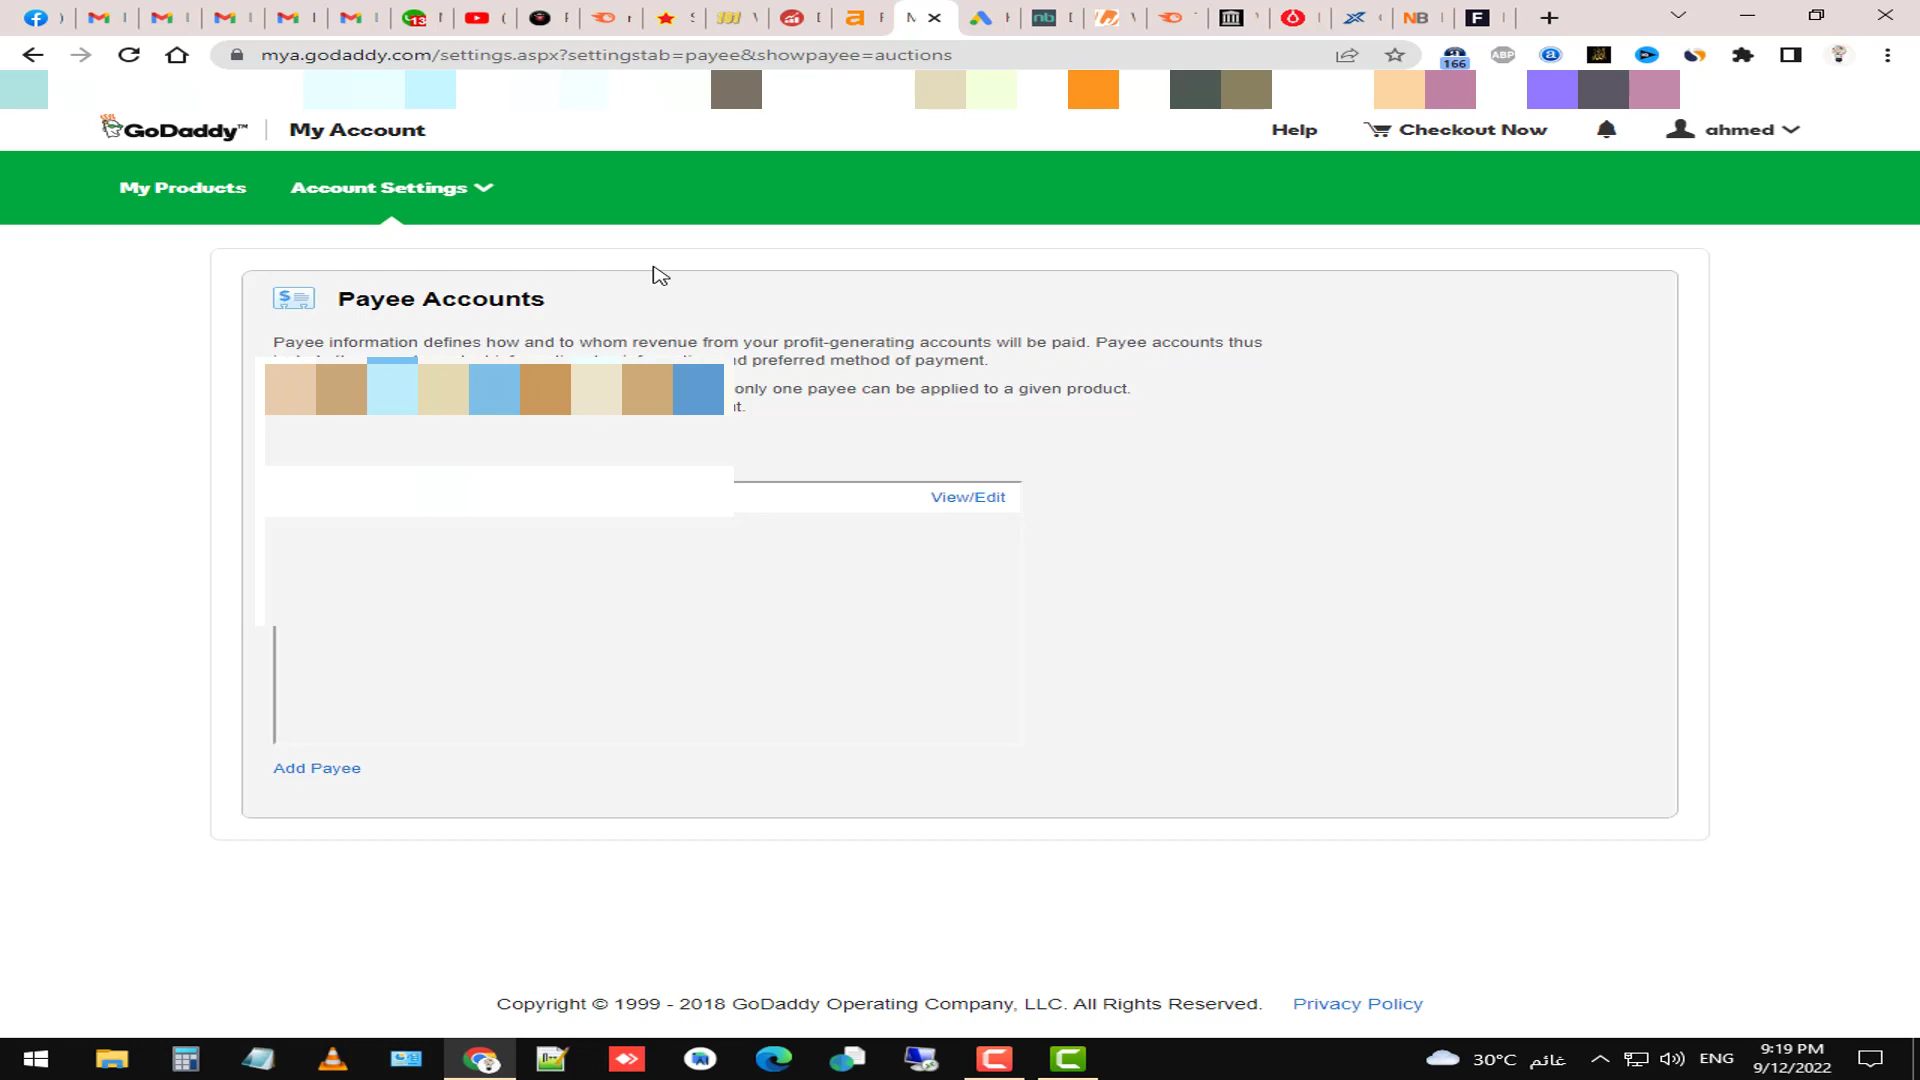 13
mya.godaddy.com/settings.aspx?settingstab=payee&showpayee=auctions
166
ABP
GoDaddy™ My Account
Help Checkout Now ahmed
My Products Account Settings
Payee Accounts
Payee information defines how and to whom revenue from your profit-generating accounts will be paid. Payee accounts thus
d preferred method of payment.
only one payee can be applied to a given product.
View/Edit
Add Payee
Copyright © 1999 - 2018 GoDaddy Operating Company, LLC. All Rights Reserved. Privacy Policy
30°C غائم ENG 9:19 PM
9/12/2022